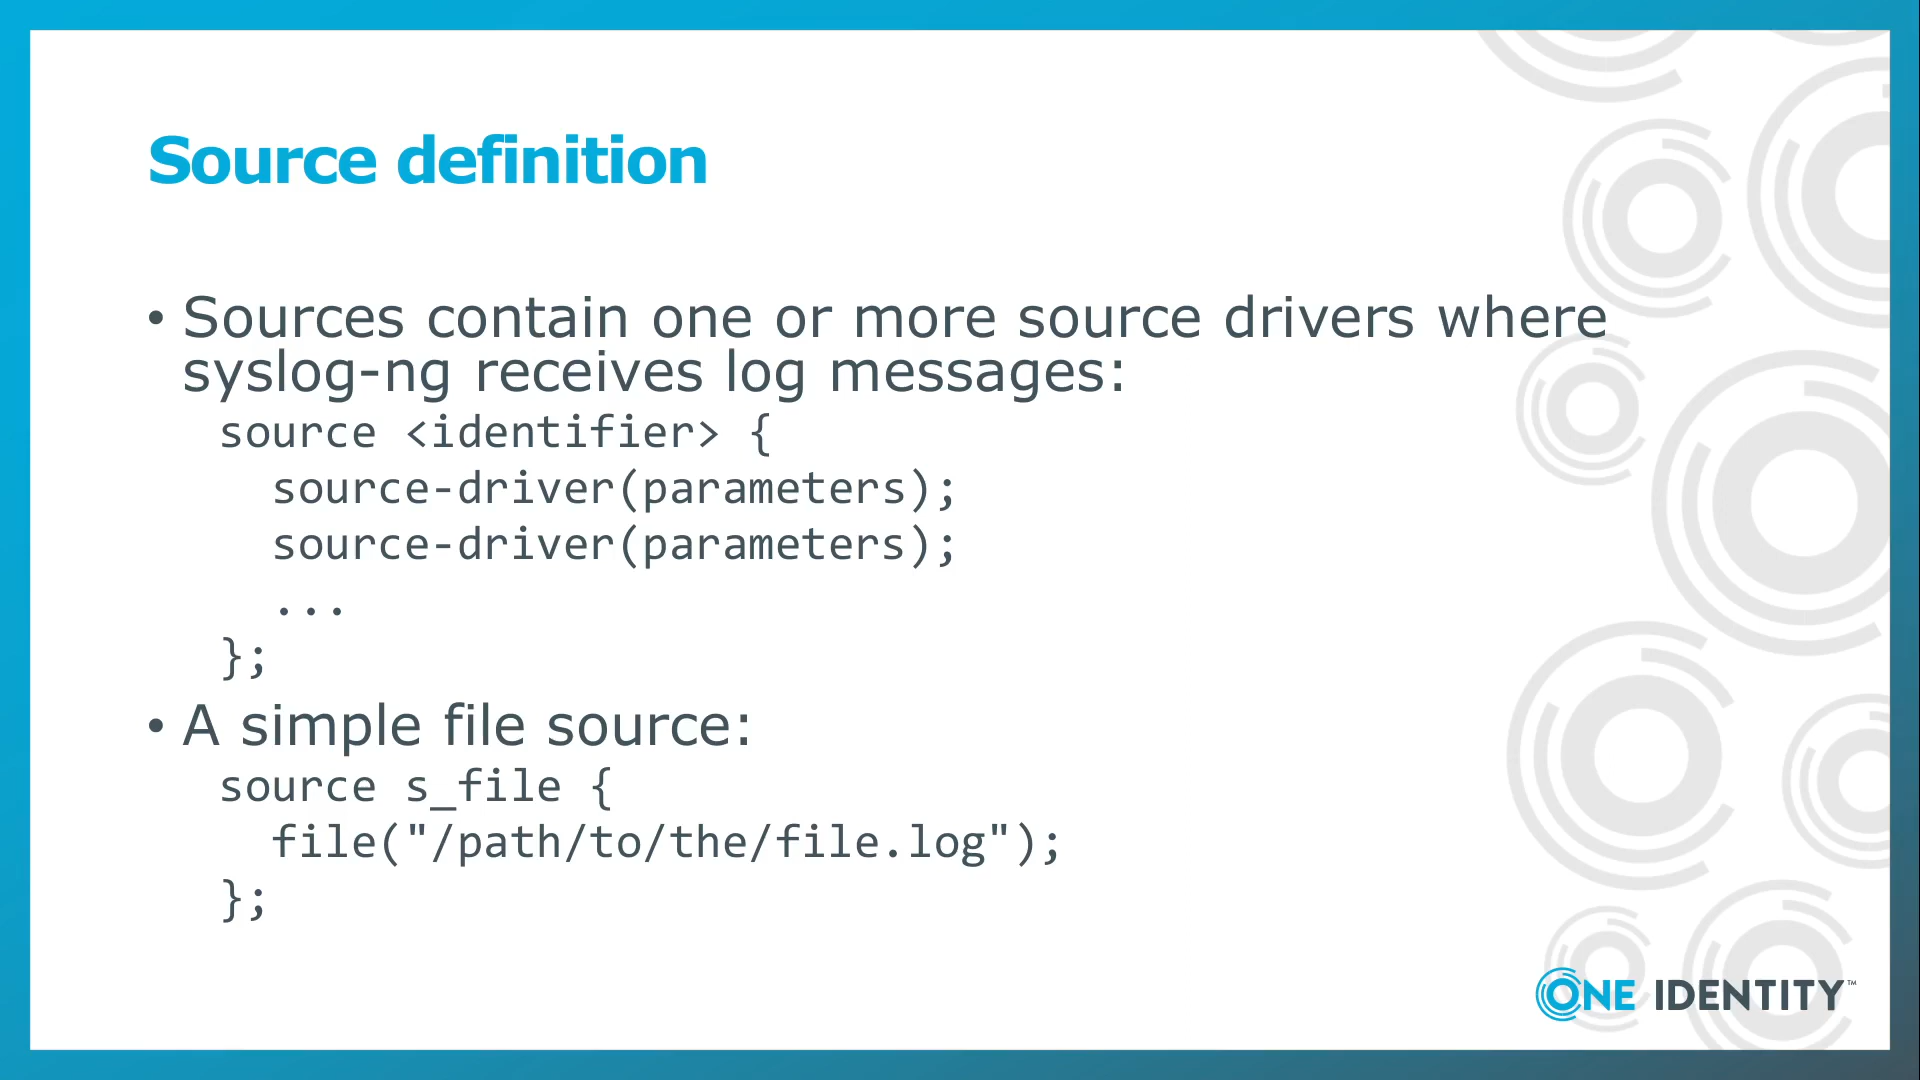 Source definition
• Sources contain one or more source drivers where
syslog-ng receives log messages:
source <identifier> {
source-driver(parameters);
source-driver(parameters);
...
};
• A simple file source:
source s_file {
file("/path/to/the/file.log");
};
ONE IDENTITY™